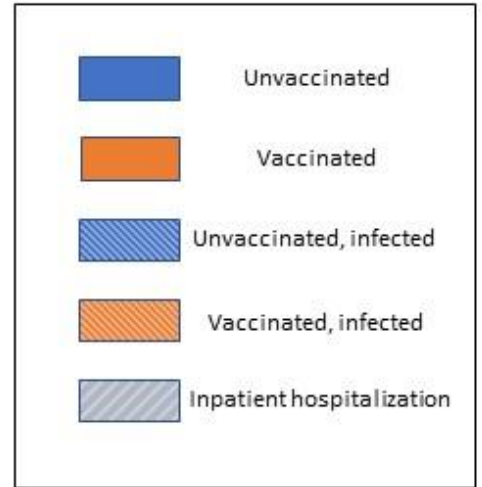 Unvaccinated
Vaccinated
Unvaccinated, infected
Vaccinated, infected
Inpatient hospitalization